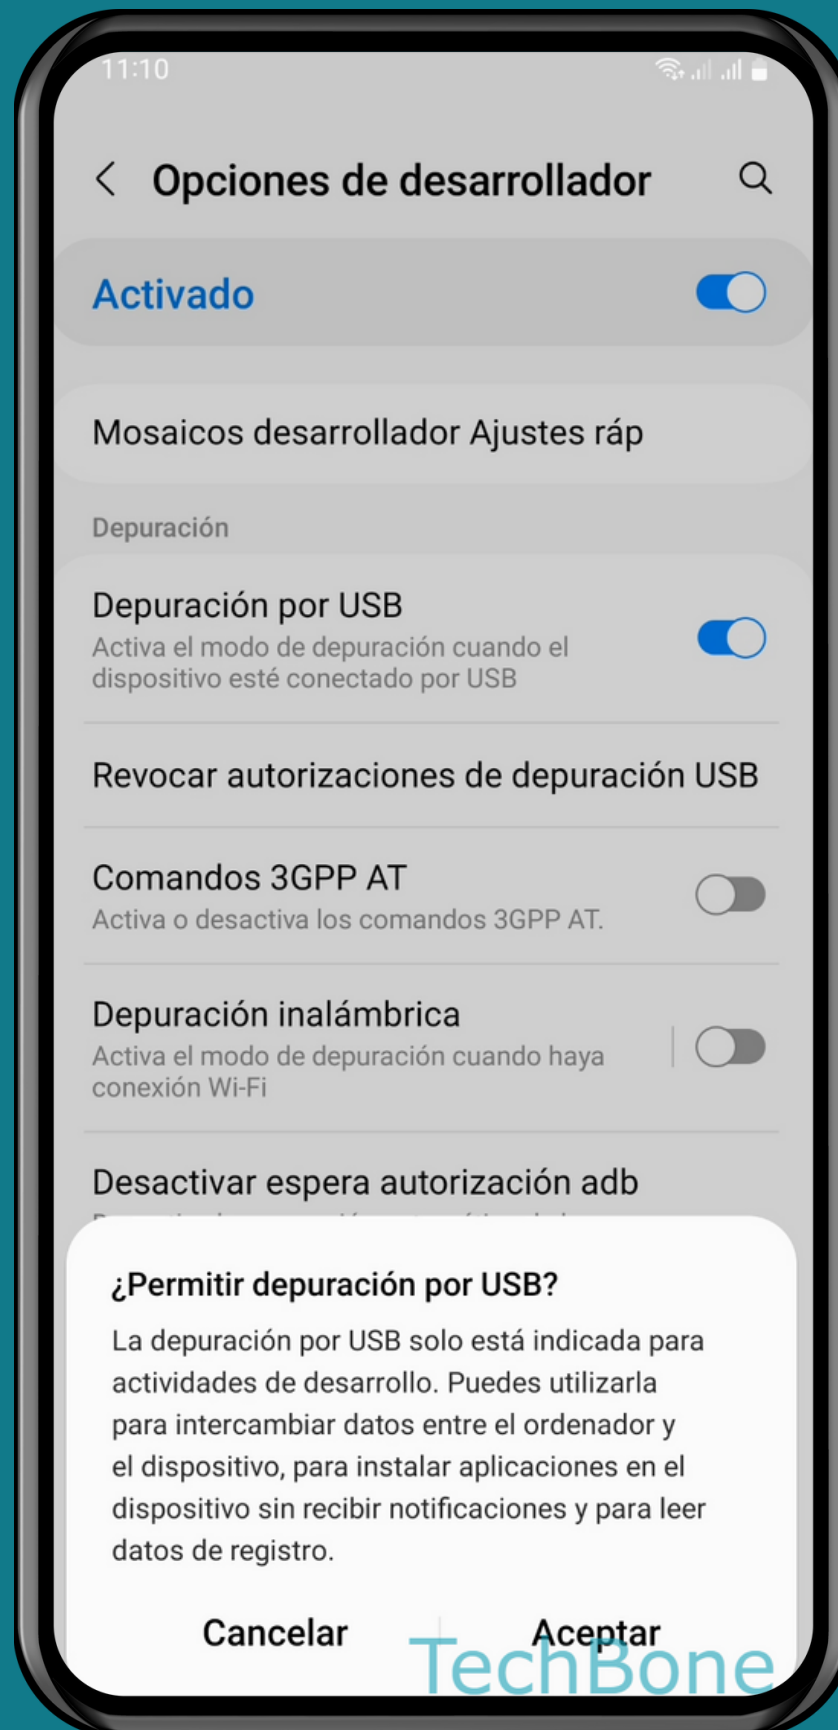 11:10
Opciones de desarrollador
Activado
Mosaicos desarrollador Ajustes ráp
Depuración
Depuración por USB
Activa el modo de depuración cuando el
dispositivo esté conectado por USB
Revocar autorizaciones de depuración USB
Comandos 3GPP AT
Activa o desactiva los comandos 3GPP AT.
Depuración inalámbrica
Activa el modo de depuración cuando haya
conexión Wi-Fi
Desactivar espera autorización adb
¿Permitir depuración por USB?
La depuración por USB solo está indicada para
actividades de desarrollo. Puedes utilizarla
para intercambiar datos entre el ordenador y
el dispositivo, para instalar aplicaciones en el
dispositivo sin recibir notificaciones y para leer
datos de registro.
Cancelar Aceptar
TechBone